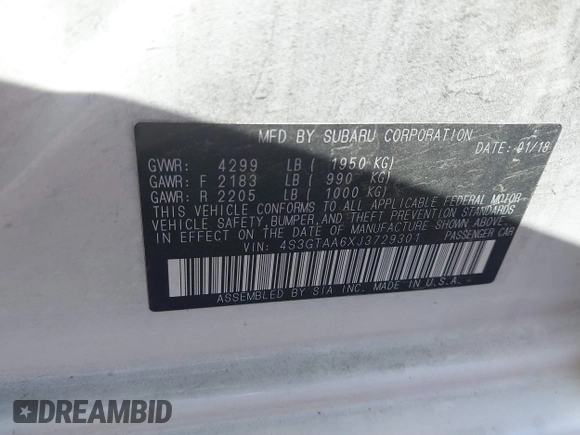 MFD BY SUBARU CORPORATION
DATE: 01/18
GVWR: 4299 LB ( 1950 KG)
GAWR: F 2183 LB ( 990 KG)
GAWR: R 2205 LB ( 1000 KG)
THIS VEHICLE CONFORMS TO ALL APPLICABLE FEDERAL MOTOR
VEHICLE SAFETY, BUMPER, AND THEFT PREVENTION STANDARDS
IN EFFECT ON THE DATE OF MANUFACTURE SHOWN ABOVE.
VIN: 4S3GTAA6XJ3729301 PASSENGER CAR
ASSEMBLED BY SIA INC. MADE IN U.S.A.
DREAMBID